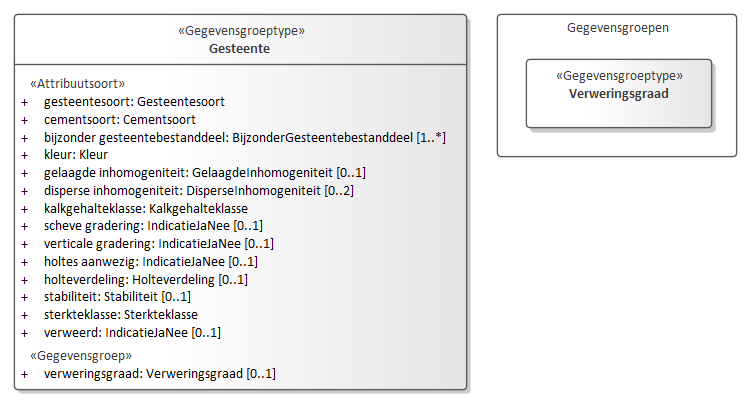 «Gegevensgroeptype»
Gesteente
«Attribuutsoort»
+ gesteentesoort: Gesteentesoort
+ cementsoort: Cementsoort
+ bijzonder gesteentebestanddeel: BijzonderGesteentebestanddeel [1..*]
+ kleur: Kleur
+ gelaagde inhomogeniteit: GelaagdeInhomogeniteit [0..1]
+ disperse inhomogeniteit: DisperseInhomogeniteit [0..2]
+ kalkgehalteklasse: Kalkgehalteklasse
+ scheve gradering: IndicatieJaNee [0..1]
+ verticale gradering: IndicatieJaNee [0..1]
+ holtes aanwezig: IndicatieJaNee [0..1]
+ holteverdeling: Holteverdeling [0..1]
+ stabiliteit: Stabiliteit [0..1]
+ sterkteklasse: Sterkteklasse
+ verweerd: IndicatieJaNee [0..1]
«Gegevensgroep»
+ verweringsgraad: Verweringsgraad [0..1]
Gegevensgroepen
«Gegevensgroeptype»
Verweringsgraad